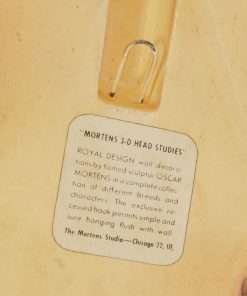 "MORTENS 3-D HEAD STUDIES"
ROYAL DESIGN wall decora-
tions by famed sculptor OSCAR
MORTENS in a complete collec-
tion of different breeds and
characters. The exclusive re-
cessed hook permits simple and
sure hanging flush with wall.
The Mortens Studio—Chicago 22, Ill.